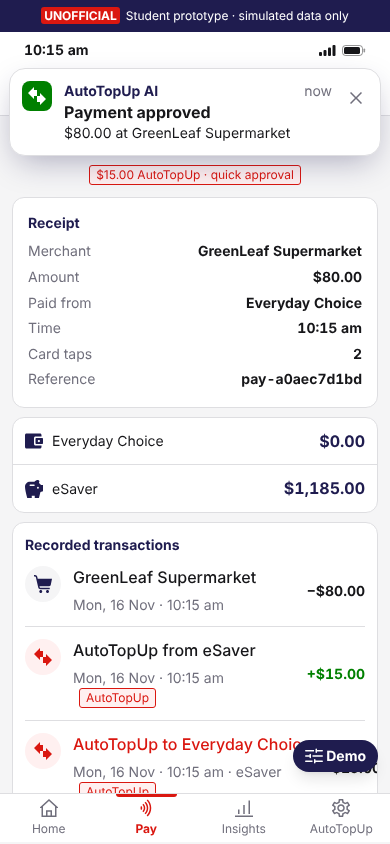 UNOFFICIAL Student prototype · simulated data only
10:15 am
AutoTopUp AI now
Payment approved
$80.00 at GreenLeaf Supermarket
$15.00 AutoTopUp · quick approval
Receipt
Merchant GreenLeaf Supermarket
Amount $80.00
Paid from Everyday Choice
Time 10:15 am
Card taps 2
Reference pay-a0aec7d1bd
Everyday Choice $0.00
eSaver $1,185.00
Recorded transactions
GreenLeaf Supermarket
Mon, 16 Nov · 10:15 am
−$80.00
AutoTopUp from eSaver
Mon, 16 Nov · 10:15 am
AutoTopUp
+$15.00
AutoTopUp to Everyday
Mon, 16 Nov · 10:15 am · eSaver
AutoTopUp
Demo
Home Pay Insights AutoTopUp